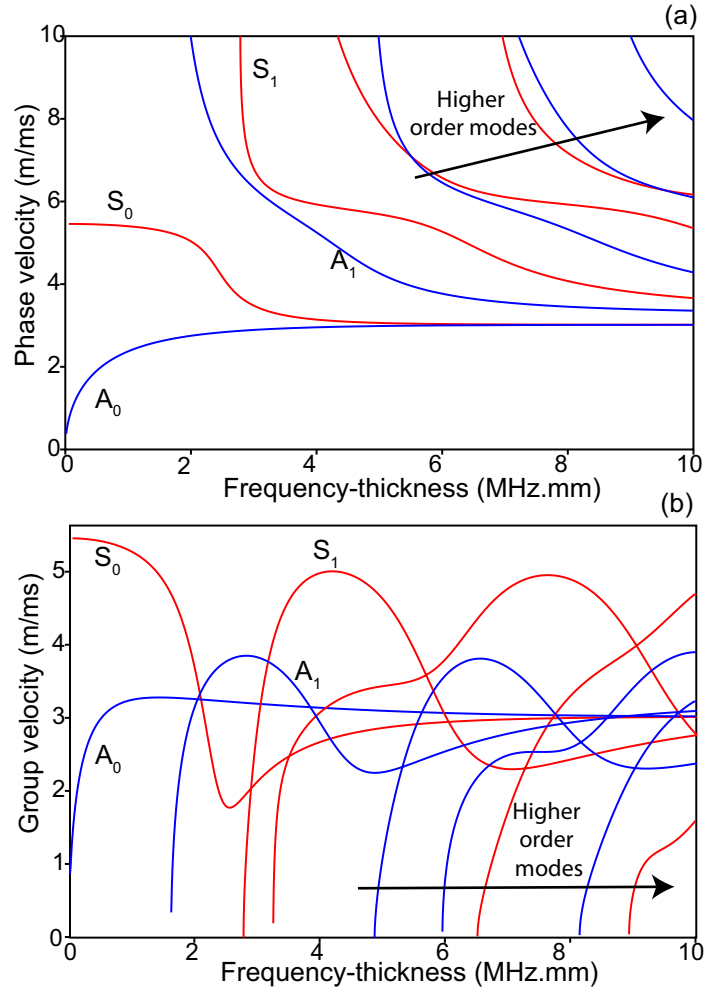 (a)
10
8
6
4
2
0
Phase velocity (m/ms)
S₁
Higher
order modes
S₀
A₁
A₀
0 2 4 6 8 10
Frequency-thickness (MHz.mm)
(b)
5
4
3
2
1
0
Group velocity (m/ms)
S₀
S₁
A₁
A₀
Higher
order
modes
0 2 4 6 8 10
Frequency-thickness (MHz.mm)